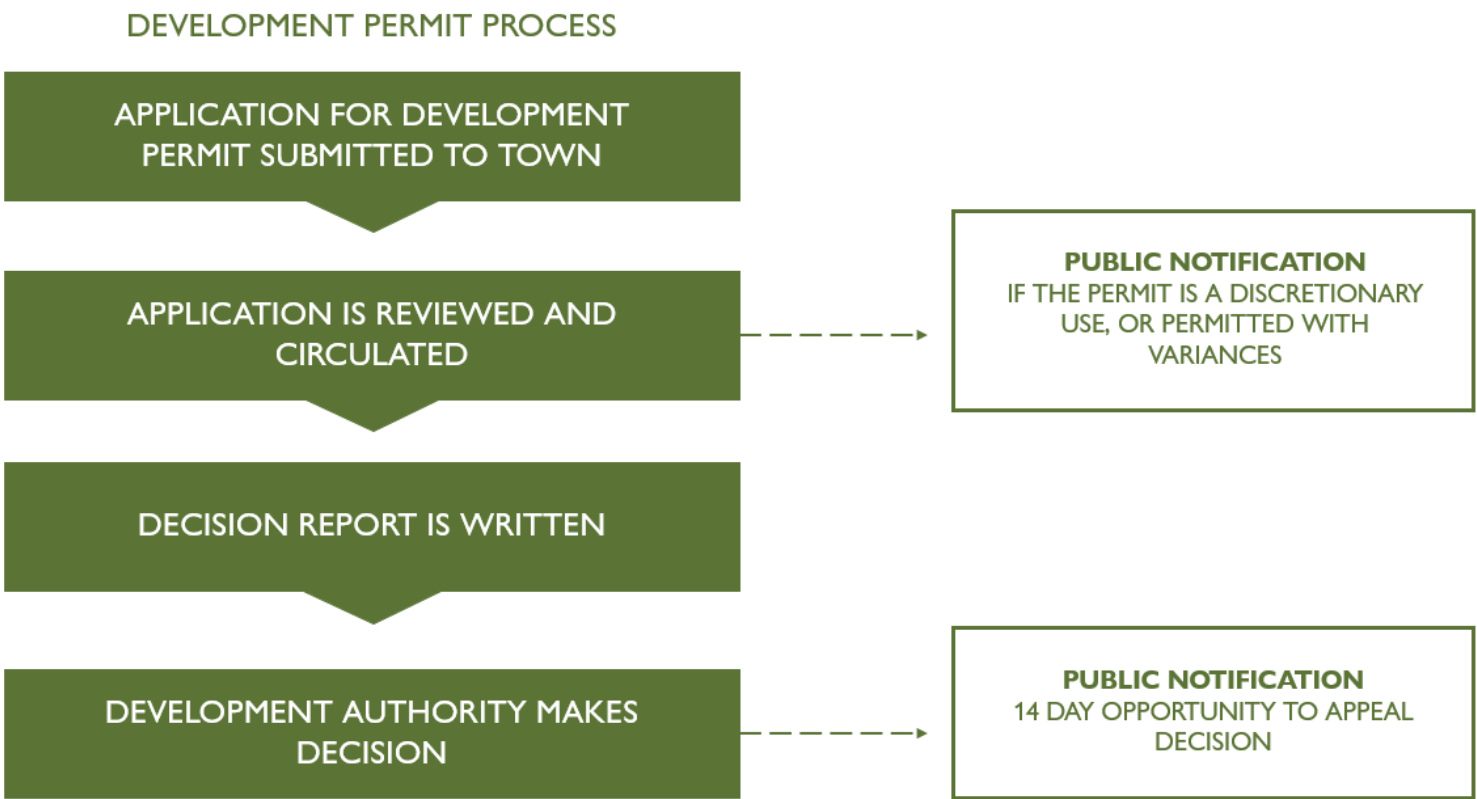 DEVELOPMENT PERMIT PROCESS
APPLICATION FOR DEVELOPMENT
PERMIT SUBMITTED TO TOWN
APPLICATION IS REVIEWED AND
CIRCULATED
PUBLIC NOTIFICATION
IF THE PERMIT IS A DISCRETIONARY
USE, OR PERMITTED WITH
VARIANCES
DECISION REPORT IS WRITTEN
DEVELOPMENT AUTHORITY MAKES
DECISION
PUBLIC NOTIFICATION
14 DAY OPPORTUNITY TO APPEAL
DECISION